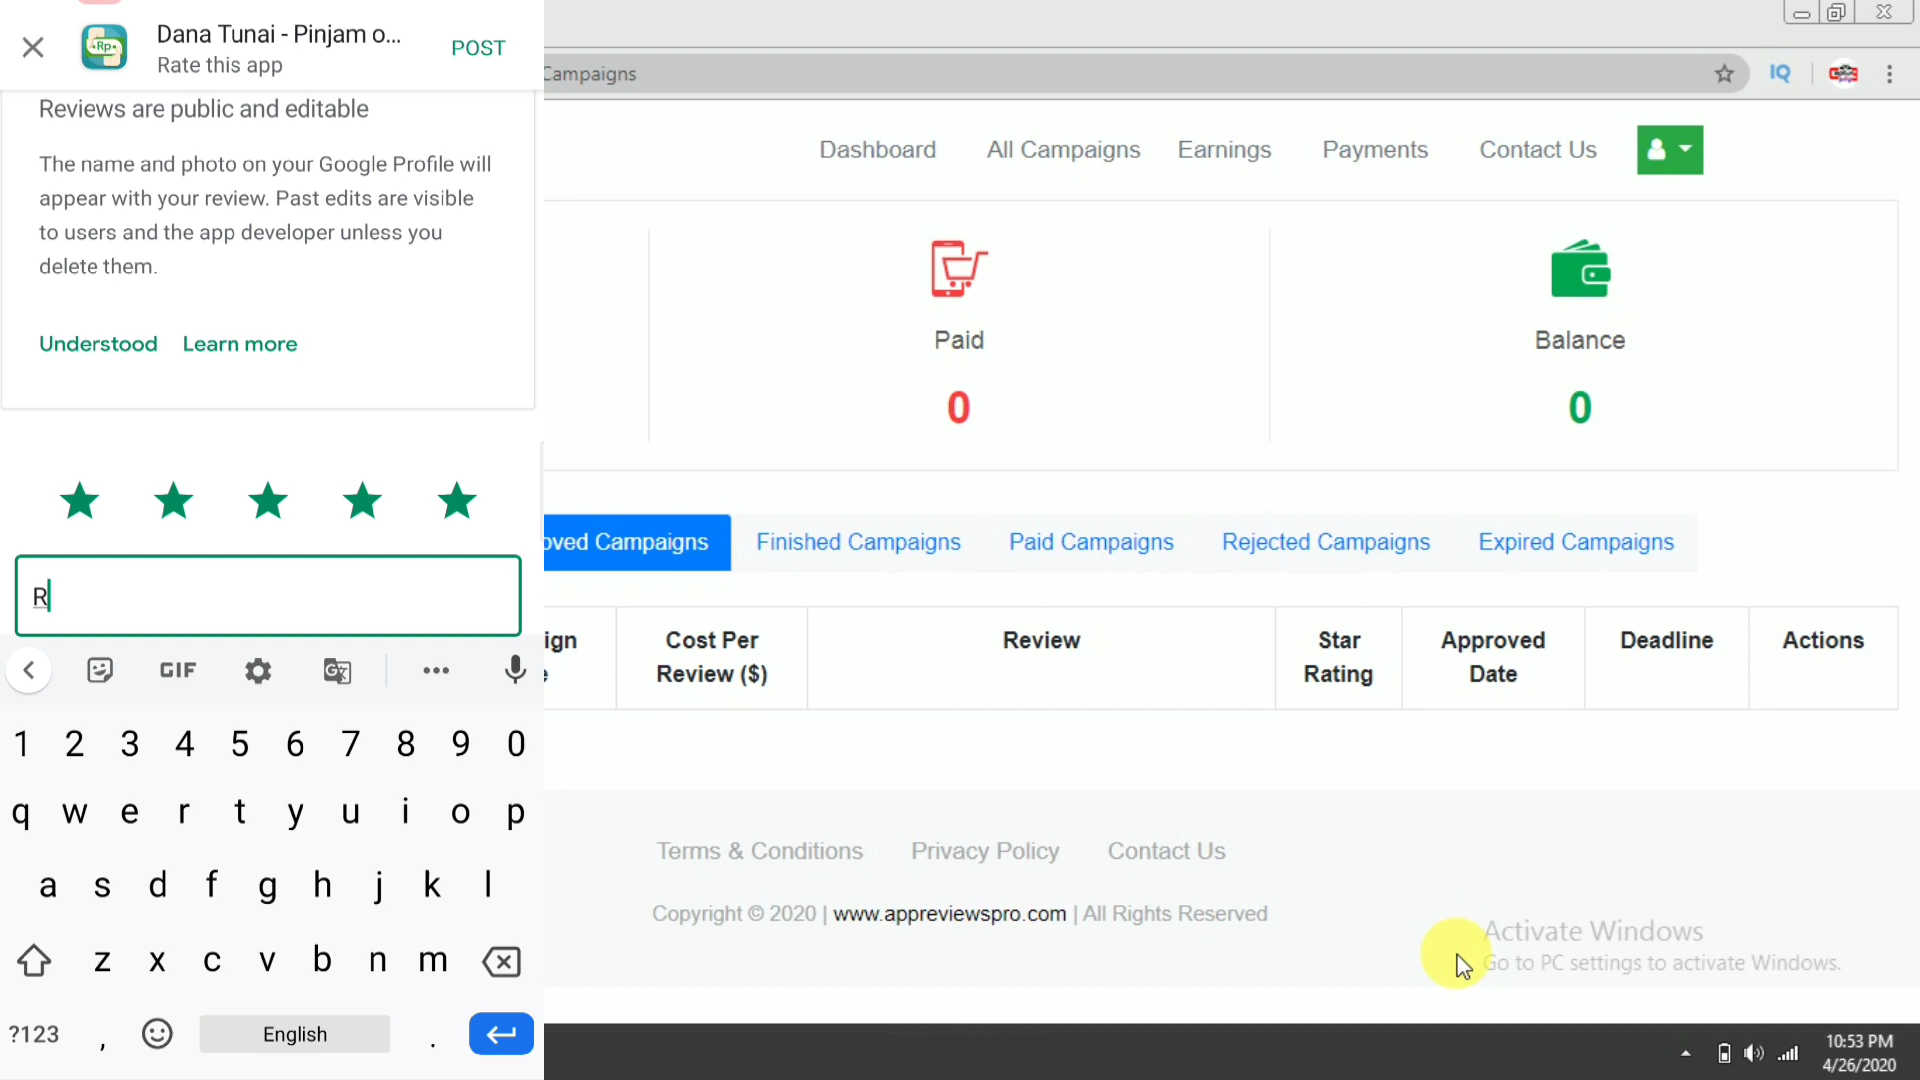 Dana Tunai - Pinjam o...
Rate this app
POST
Reviews are public and editable
The name and photo on your Google Profile will
appear with your review. Past edits are visible
to users and the app developer unless you
delete them.
Understood Learn more
R
GIF
1 2 3 4 5 6 7 8 9 0
q w e r t y u i o p
a s d f g h j k l
z x c v b n m
?123 , English .
Campaigns
IQ
Dashboard All Campaigns Earnings Payments Contact Us
Paid
0
Balance
0
oved Campaigns Finished Campaigns Paid Campaigns Rejected Campaigns Expired Campaigns
ign
e
Cost Per
Review ($)
Review
Star
Rating
Approved
Date
Deadline
Actions
Terms & Conditions Privacy Policy Contact Us
Copyright © 2020 | www.appreviewspro.com | All Rights Reserved
Activate Windows
Go to PC settings to activate Windows.
10:53 PM
4/26/2020